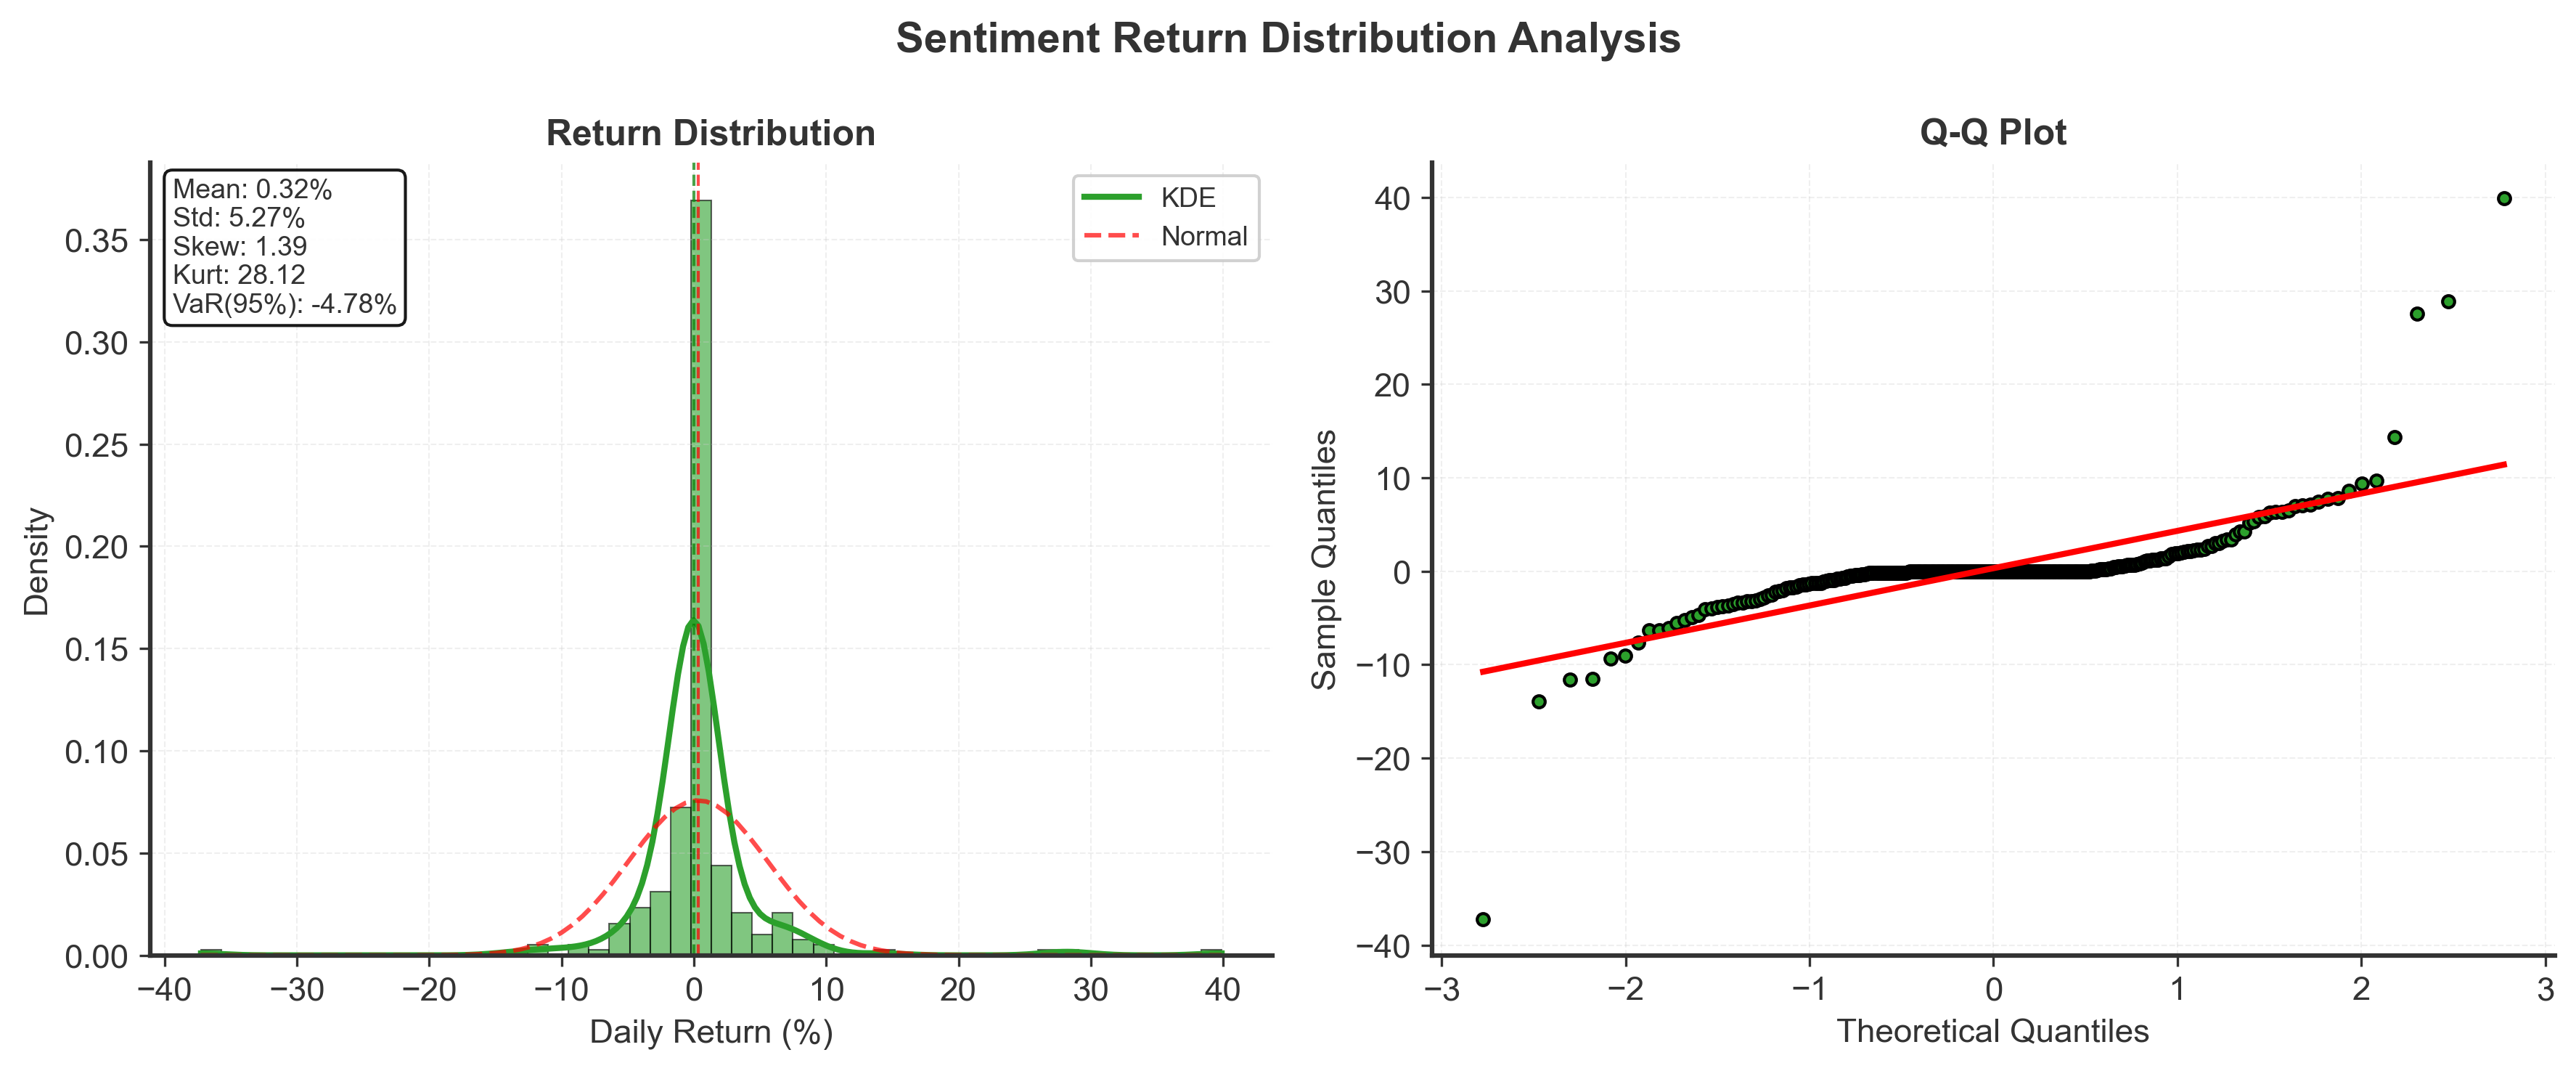 Sentiment Return Distribution Analysis
Return Distribution
Mean: 0.32%
Std: 5.27%
Skew: 1.39
Kurt: 28.12
VaR(95%): -4.78%
KDE
Normal
Density
0.35
0.30
0.25
0.20
0.15
0.10
0.05
0.00
−40 −30 −20 −10 0 10 20 30 40
Daily Return (%)
Q-Q Plot
Sample Quantiles
40
30
20
10
0
−10
−20
−30
−40
−3 −2 −1 0 1 2 3
Theoretical Quantiles